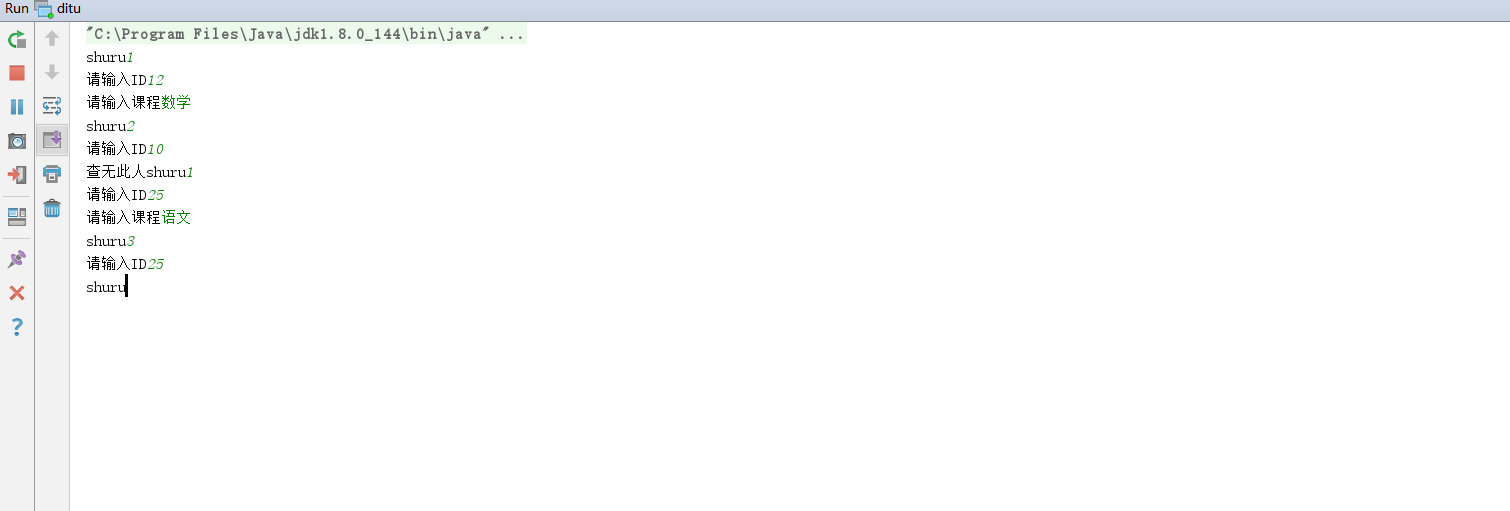 Run ditu
"C:\Program Files\Java\jdk1.8.0_144\bin\java" ...
shuru1
请输入ID12
请输入课程数学
shuru2
请输入ID10
查无此人shuru1
请输入ID25
请输入课程语文
shuru3
请输入ID25
shuru